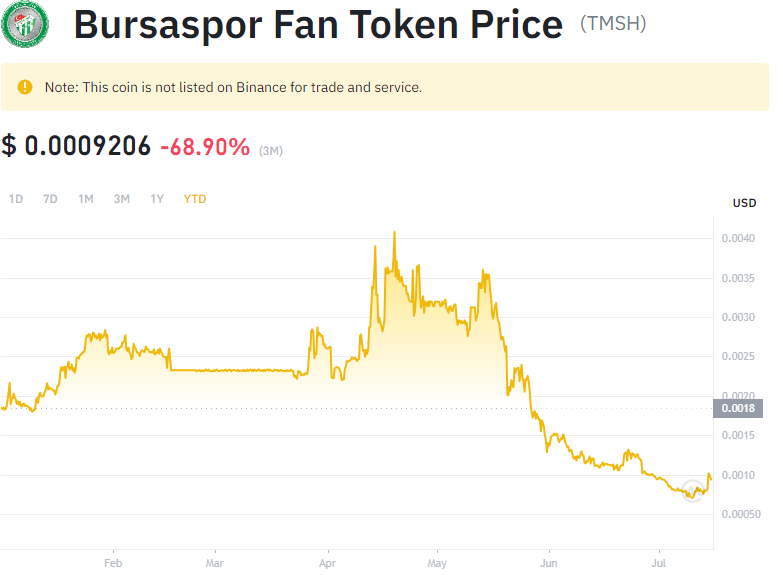 Bursaspor Fan Token Price (TMSH)
Note: This coin is not listed on Binance for trade and service.
$ 0.0009206 -68.90% (3M)
1D 7D 1M 3M 1Y YTD
USD
0.0040
0.0035
0.0030
0.0025
0.0020
0.0018
0.0015
0.0010
0.00050
Feb Mar Apr May Jun Jul